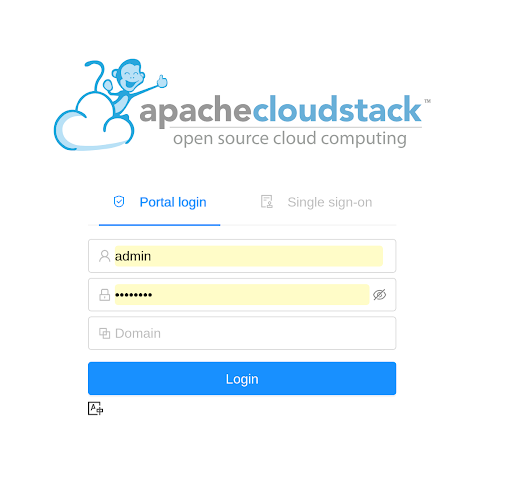 apachecloudstack™
open source cloud computing
Portal login
Single sign-on
admin
••••••••
Domain
Login
A